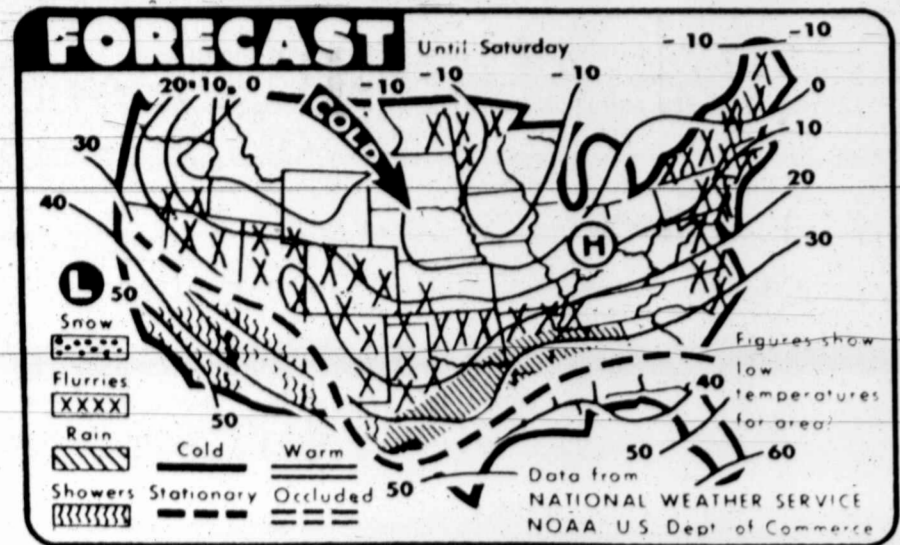 FORECAST
Until Saturday
-10 -10
20 10 0 -10 -10 -10
0
COLD
10
30
20
40
H
30
L
50
Snow
Figures show
low
temperatures
for area
Flurries
XXXX
40
50
Rain
Cold Warm
50 60
Showers Stationary Occluded 50
Data from
NATIONAL WEATHER SERVICE
NOAA U.S. Dept of Commerce